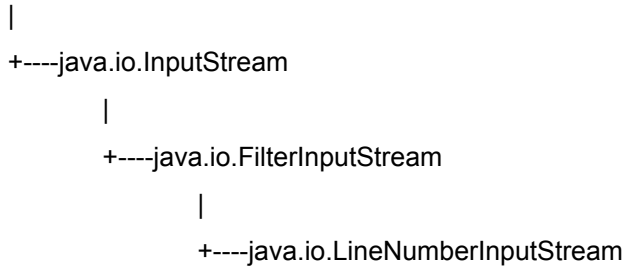 |
+----java.io.InputStream
|
+----java.io.FilterInputStream
|
+----java.io.LineNumberInputStream